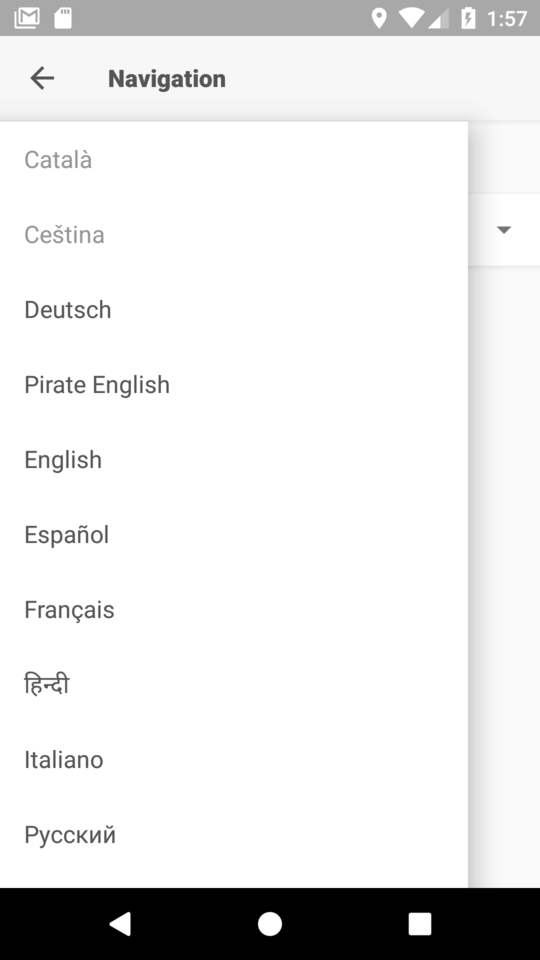 1:57
Navigation
Català
Ceština
Deutsch
Pirate English
English
Español
Français
हिन्दी
Italiano
Русский